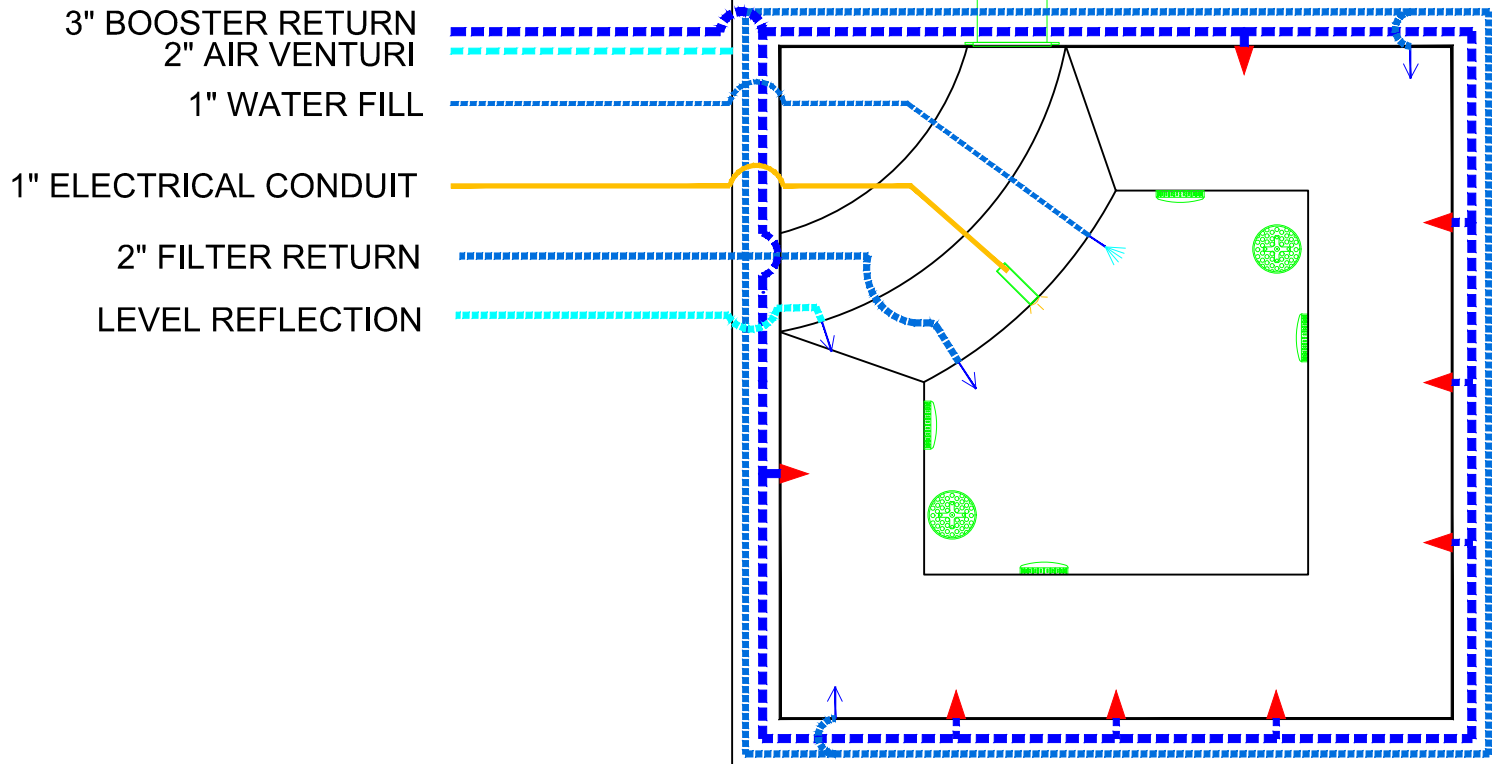 3" BOOSTER RETURN
2" AIR VENTURI
1" WATER FILL
1" ELECTRICAL CONDUIT
2" FILTER RETURN
LEVEL REFLECTION